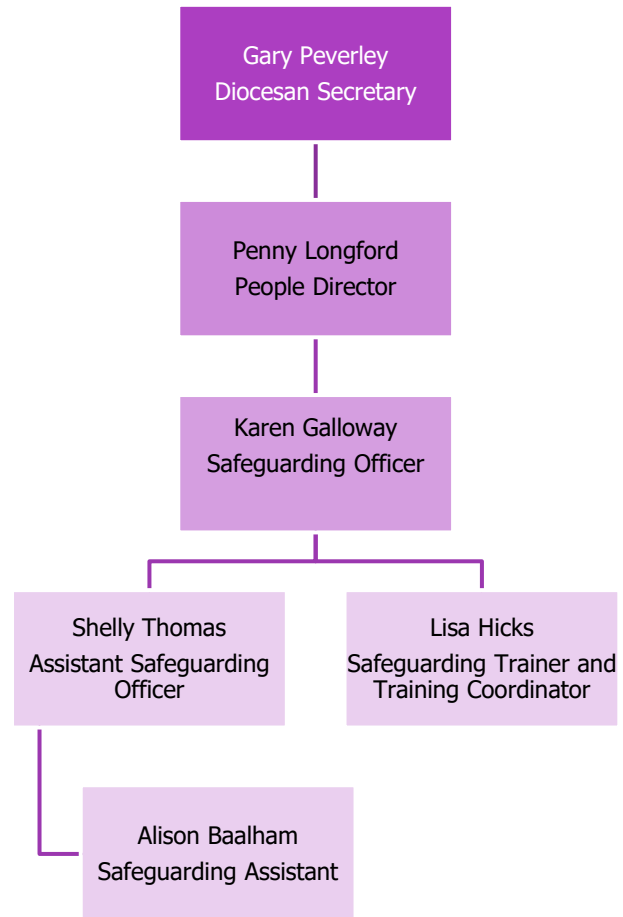 Gary Peverley
Diocesan Secretary
Penny Longford
People Director
Karen Galloway
Safeguarding Officer
Shelly Thomas
Assistant Safeguarding
Officer
Lisa Hicks
Safeguarding Trainer and
Training Coordinator
Alison Baalham
Safeguarding Assistant